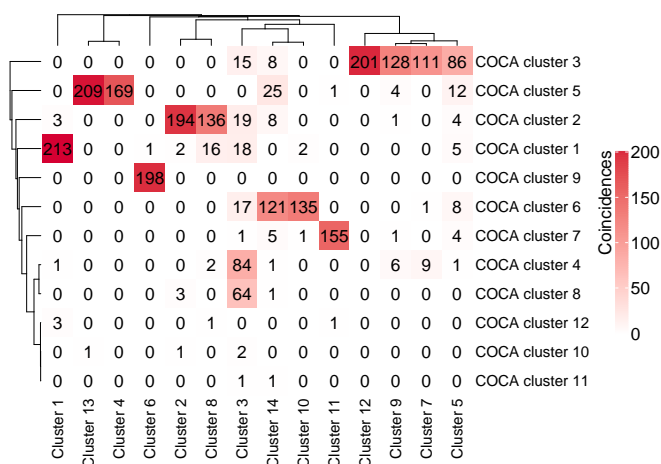 0 0 0 0 0 0 15 8 0 0 201 128 111 86 COCA cluster 3
0 209 169 0 0 0 0 25 0 1 0 4 0 12 COCA cluster 5
3 0 0 0 194 136 19 8 0 0 0 1 0 4 COCA cluster 2
213 0 0 1 2 16 18 0 2 0 0 0 0 5 COCA cluster 1
0 0 0 198 0 0 0 0 0 0 0 0 0 0 COCA cluster 9
0 0 0 0 0 0 17 121 135 0 0 0 1 8 COCA cluster 6
0 0 0 0 0 0 1 5 1 155 0 1 0 4 COCA cluster 7
1 0 0 0 0 2 84 1 0 0 0 6 9 1 COCA cluster 4
0 0 0 0 3 0 64 1 0 0 0 0 0 0 COCA cluster 8
3 0 0 0 0 1 0 0 0 1 0 0 0 0 COCA cluster 12
0 1 0 0 1 0 2 0 0 0 0 0 0 0 COCA cluster 10
0 0 0 0 0 0 1 1 0 0 0 0 0 0 COCA cluster 11
Cluster 1
Cluster 13
Cluster 4
Cluster 6
Cluster 2
Cluster 8
Cluster 3
Cluster 14
Cluster 10
Cluster 11
Cluster 12
Cluster 9
Cluster 7
Cluster 5
Coincidences
200
150
100
50
0